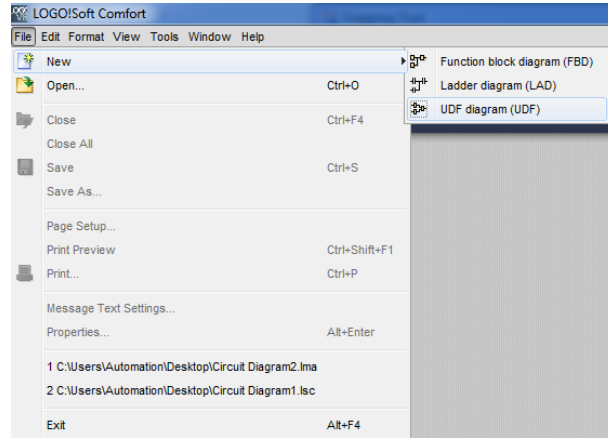 LOGO!Soft Comfort
File Edit Format View Tools Window Help
New
Function block diagram (FBD)
Open... Ctrl+O
Ladder diagram (LAD)
UDF diagram (UDF)
Close Ctrl+F4
Close All
Save Ctrl+S
Save As...
Page Setup...
Print Preview Ctrl+Shift+F1
Print... Ctrl+P
Message Text Settings...
Properties... Alt+Enter
1 C:\Users\Automation\Desktop\Circuit Diagram2.lma
2 C:\Users\Automation\Desktop\Circuit Diagram1.lsc
Exit Alt+F4